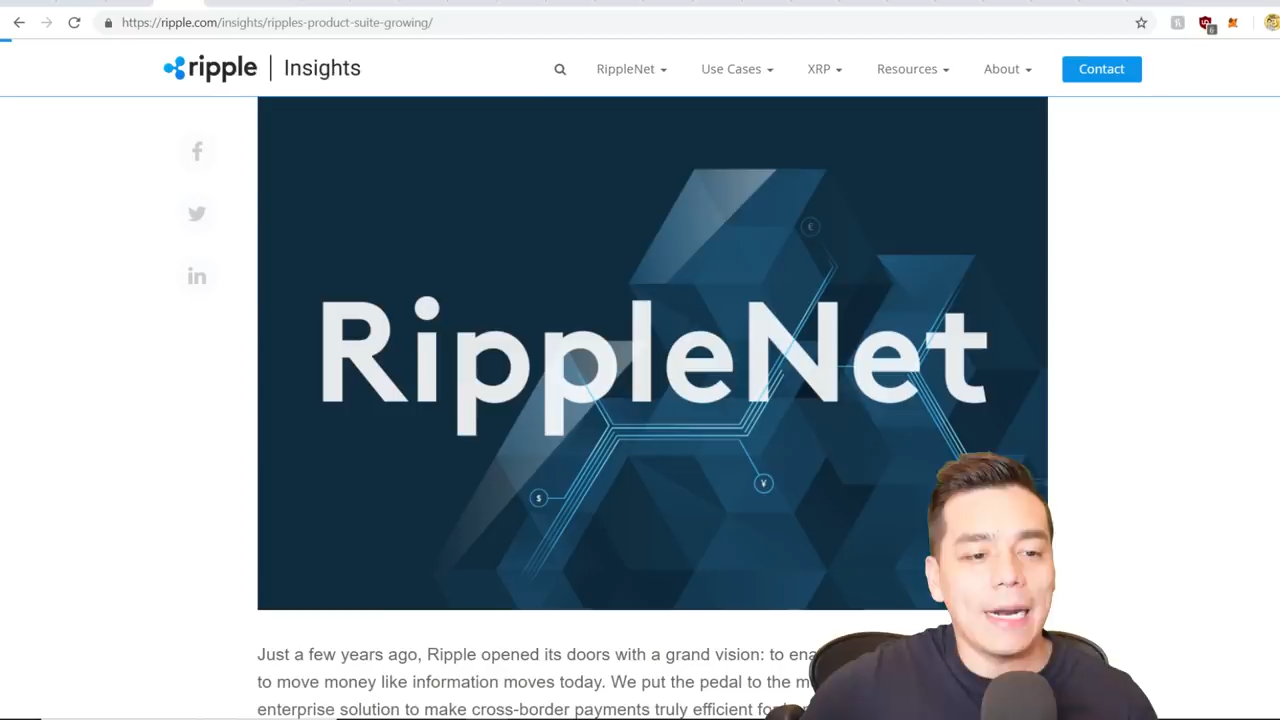 https://ripple.com/insights/ripples-product-suite-growing/
6
ripple | Insights
RippleNet
Use Cases
XRP
Resources
About
Contact
€
RippleNet
$
¥
Just a few years ago, Ripple opened its doors with a grand vision: to
to move money like information moves today. We put the pedal to the
enterprise solution to make cross-border payments truly efficient